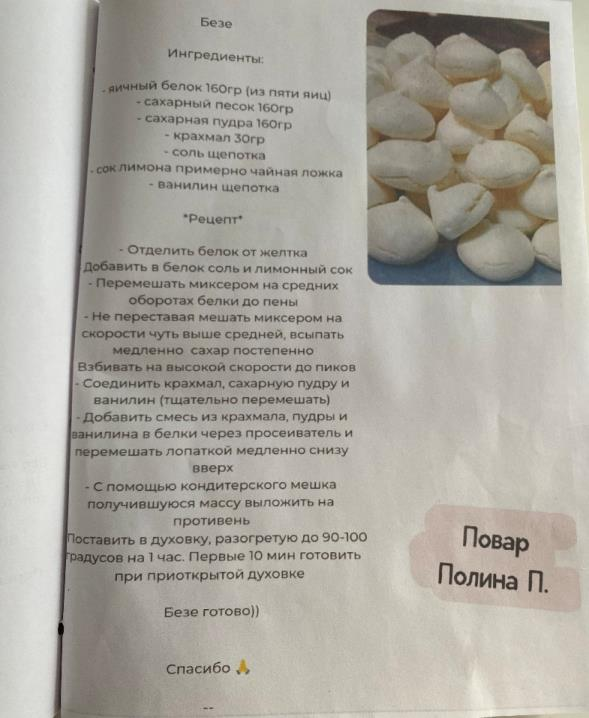 Безе
Ингредиенты:
- яичный белок 160гр (из пяти яиц)
- сахарный песок 160гр
- сахарная пудра 160гр
- крахмал 30гр
- соль щепотка
- сок лимона примерно чайная ложка
- ванилин щепотка
*Рецепт*
- Отделить белок от желтка
Добавить в белок соль и лимонный сок
- Перемешать миксером на средних
оборотах белки до пены
- Не переставая мешать миксером на
скорости чуть выше средней, всыпать
медленно сахар постепенно
Взбивать на высокой скорости до пиков
- Соединить крахмал, сахарную пудру и
ванилин (тщательно перемешать)
- Добавить смесь из крахмала, пудры и
ванилина в белки через просеиватель и
перемешать лопаткой медленно снизу
вверх
- С помощью кондитерского мешка
получившуюся массу выложить на
противень
Поставить в духовку, разогретую до 90-100
градусов на 1 час. Первые 10 мин готовить
при приоткрытой духовке
Безе готово))
Спасибо 🙏
--
Повар
Полина П.